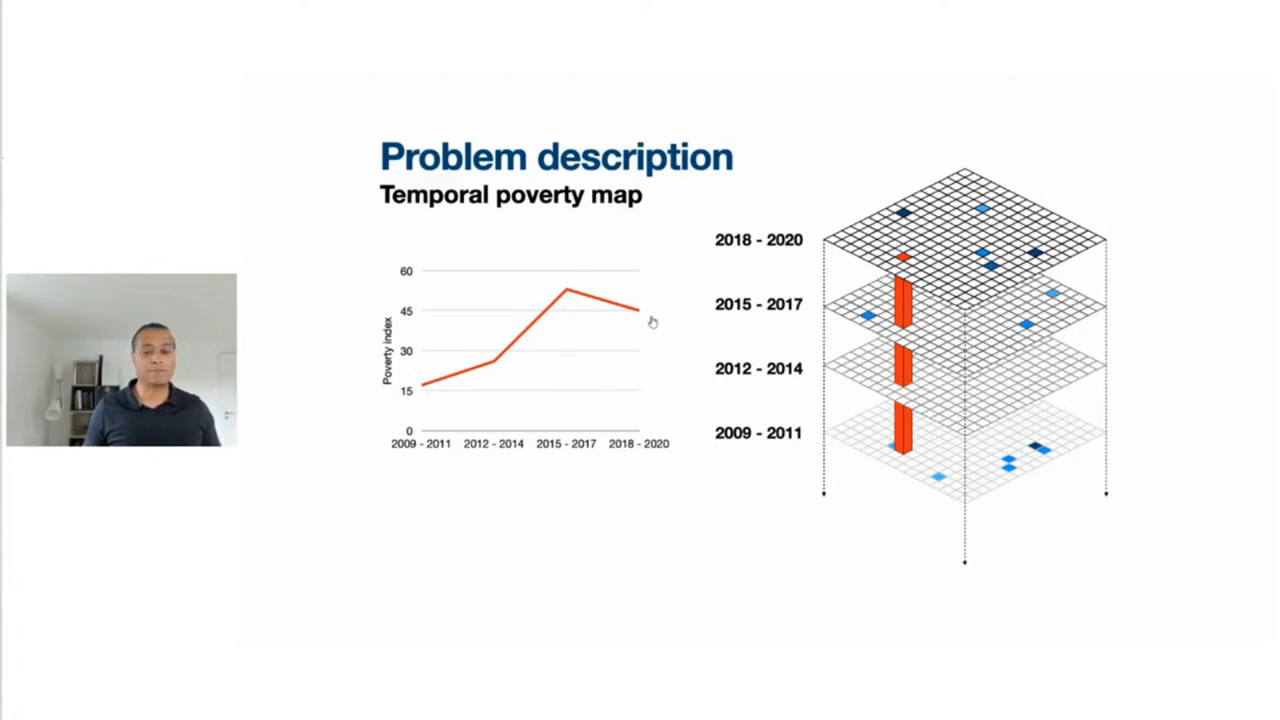 Problem description
Temporal poverty map
60
45
30
15
0
Poverty index
2009 - 2011 2012 - 2014 2015 - 2017 2018 - 2020
2018 - 2020
2015 - 2017
2012 - 2014
2009 - 2011